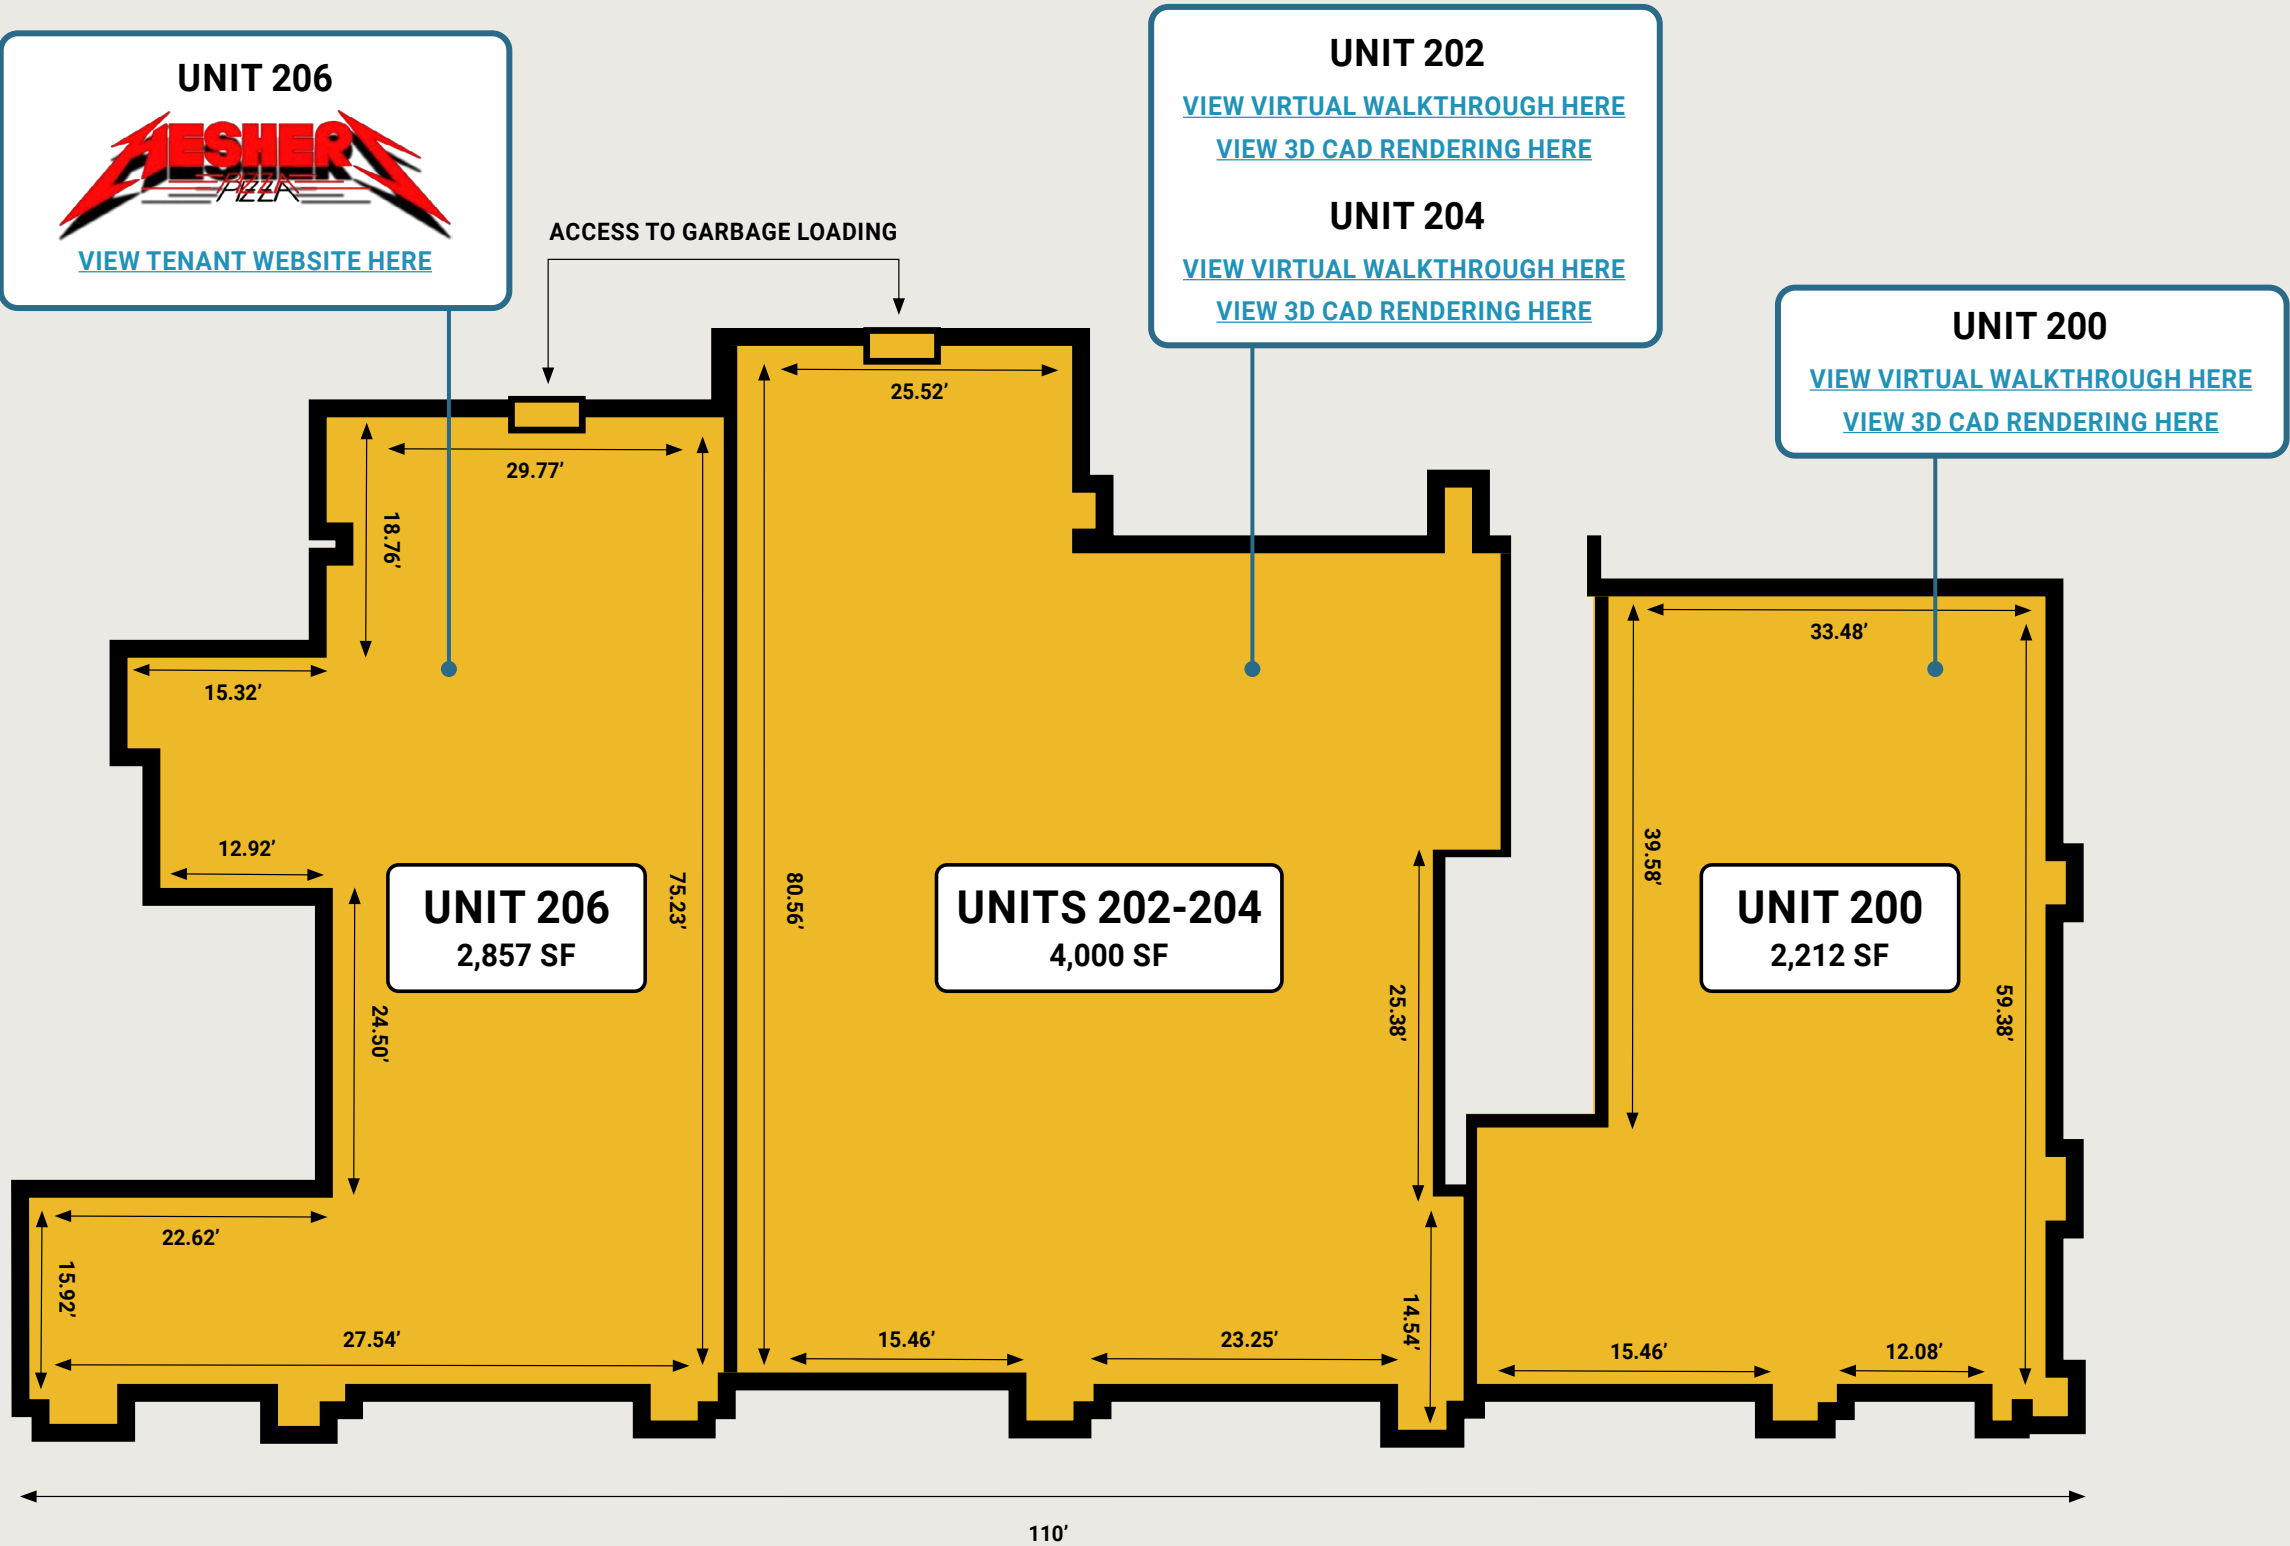 UNIT 206
MESHERZ
PIZZA
VIEW TENANT WEBSITE HERE
UNIT 202
VIEW VIRTUAL WALKTHROUGH HERE
VIEW 3D CAD RENDERING HERE
UNIT 204
VIEW VIRTUAL WALKTHROUGH HERE
VIEW 3D CAD RENDERING HERE
UNIT 200
VIEW VIRTUAL WALKTHROUGH HERE
VIEW 3D CAD RENDERING HERE
ACCESS TO GARBAGE LOADING
25.52’
29.77’
18.76’
15.32’
12.92’
UNIT 206
2,857 SF
75.23’
24.50’
22.62’
15.92’
27.54’
80.56’
UNITS 202-204
4,000 SF
25.38’
14.54’
15.46’
23.25’
33.48’
39.58’
UNIT 200
2,212 SF
59.38’
15.46’
12.08’
110’